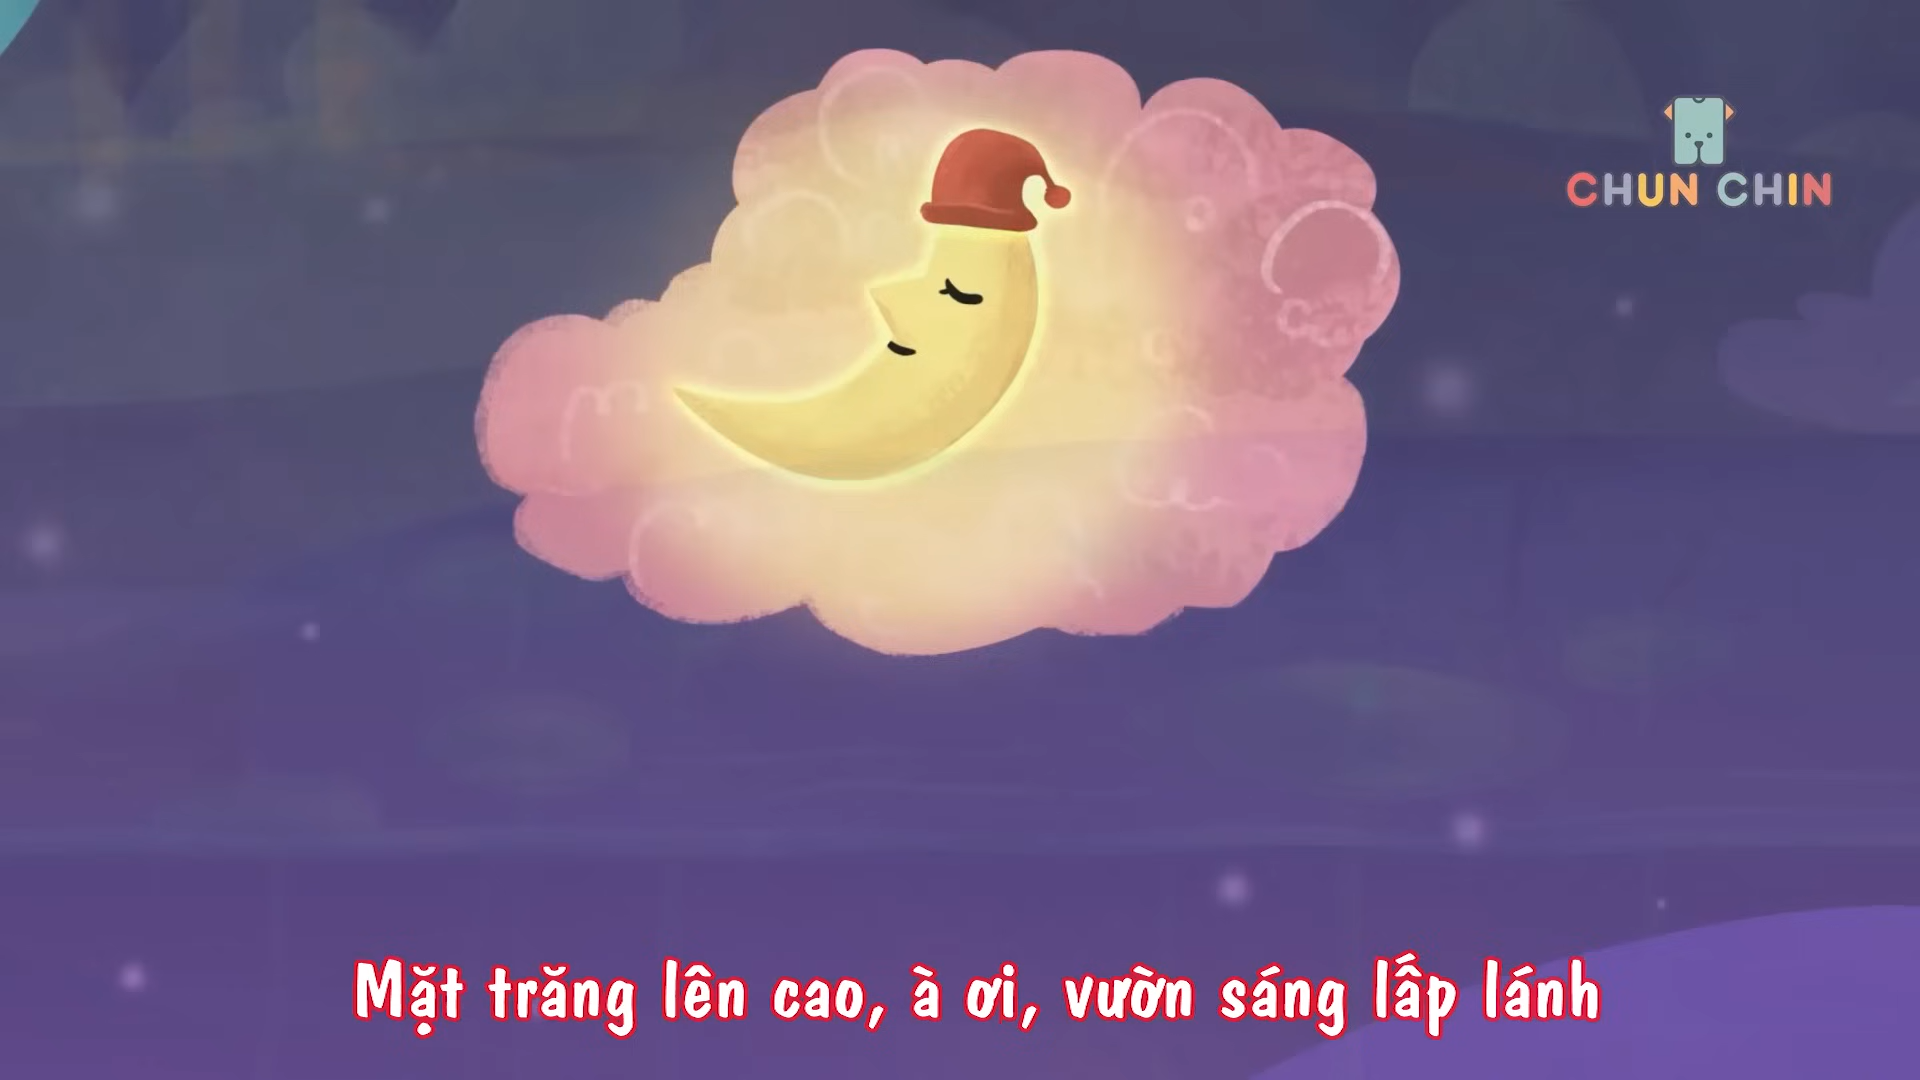 CHUN CHIN
Mặt trăng lên cao, à ơi, vườn sáng lấp lánh